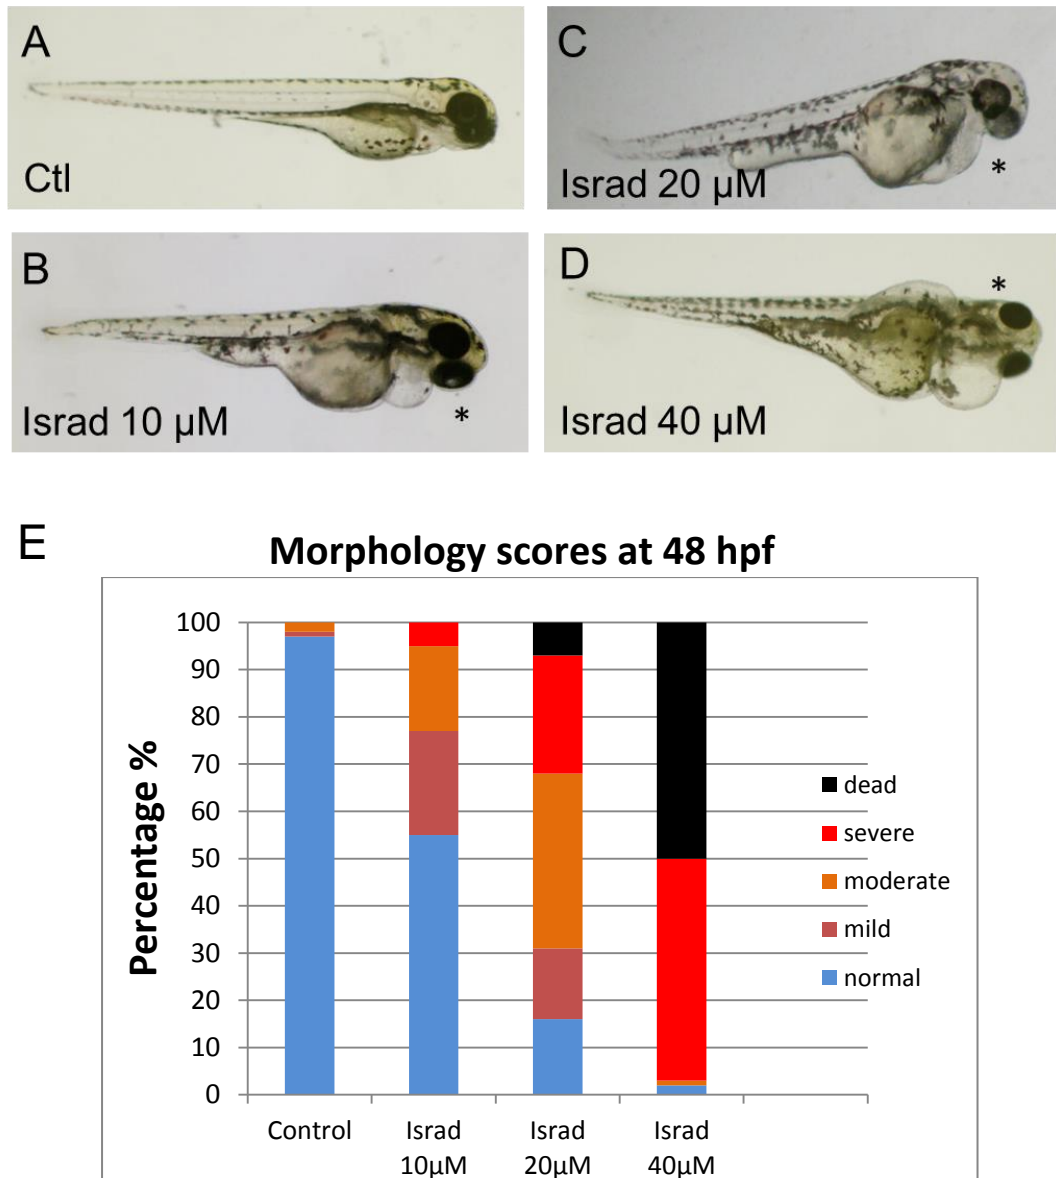 A
Ctl
C
Israd 20 µM
*
B
Israd 10 µM
*
D
*
Israd 40 µM
E
Morphology scores at 48 hpf
Percentage %
100
90
80
70
60
50
40
30
20
10
0
dead
severe
moderate
mild
normal
Control
Israd
10µM
Israd
20µM
Israd
40µM